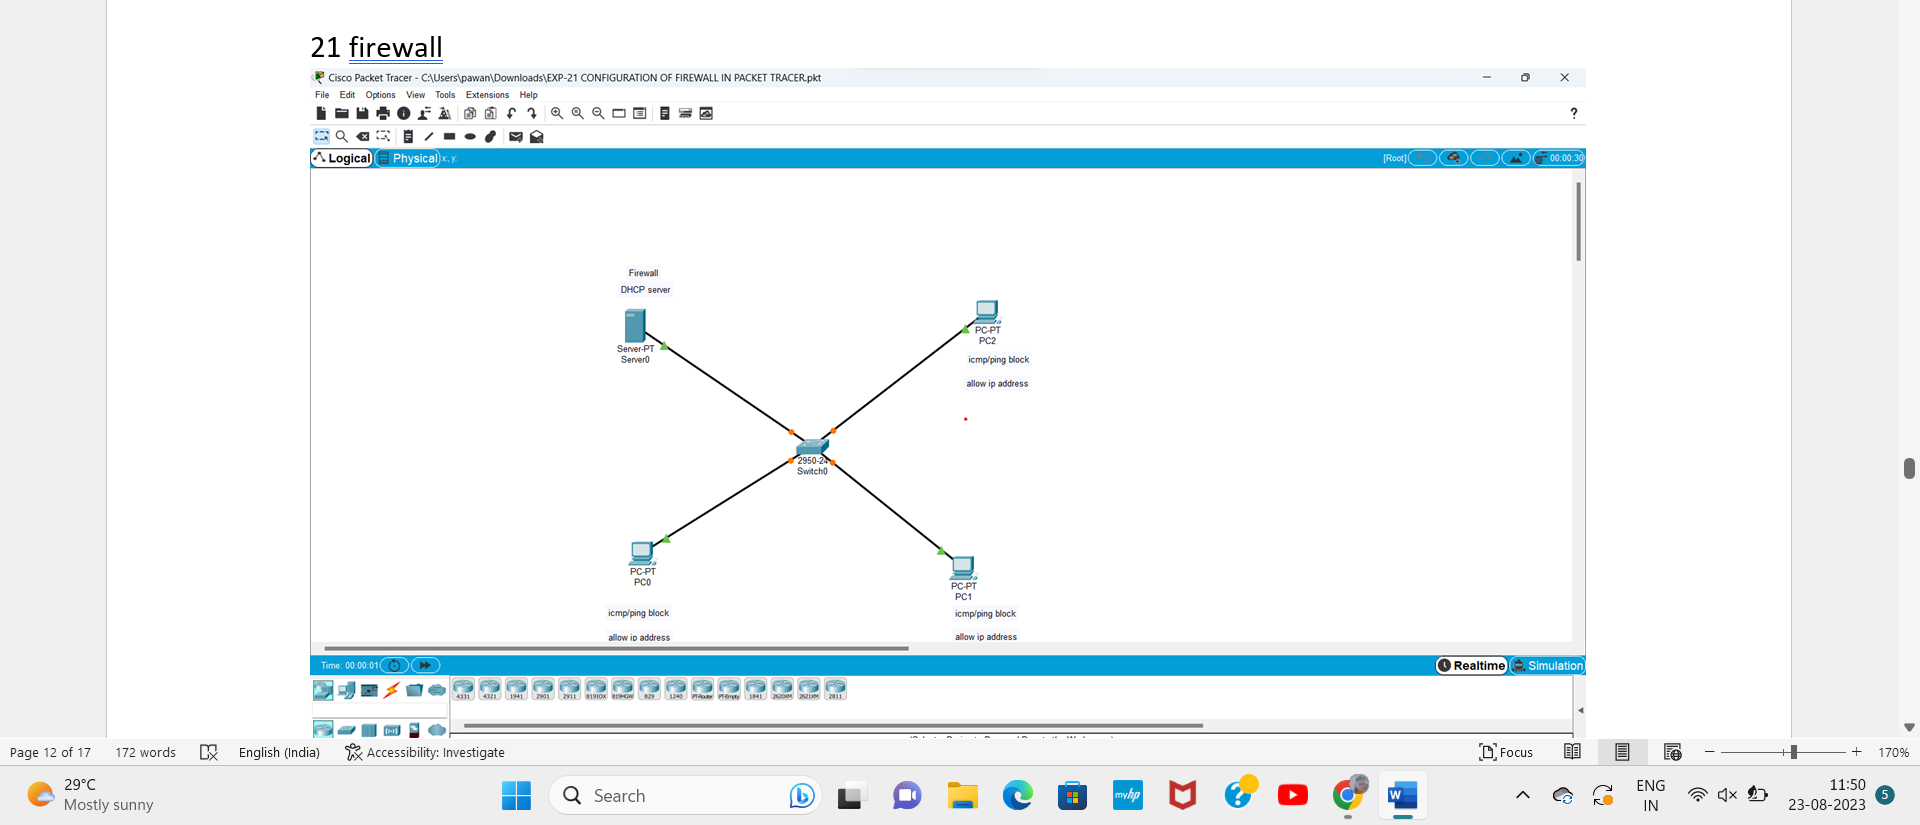 21 firewall
Cisco Packet Tracer - C:\Users\pawan\Downloads\EXP-21 CONFIGURATION OF FIREWALL IN PACKET TRACER.pkt
File Edit Options View Tools Extensions Help
?
Logical Physical x, y:
[Root] 00:00:30
Firewall
DHCP server
Server-PT
Server0
PC-PT
PC2
icmp/ping block
allow ip address
2950-24
Switch0
PC-PT
PC0
PC-PT
PC1
icmp/ping block
icmp/ping block
allow ip address
allow ip address
Time: 00:00:01
Realtime Simulation
4331 4321 1941 2901 2911 819IOX 819HGW 829 1240 PT-Router PT-Empty 1841 2620XM 2621XM 2811
Page 12 of 17 172 words English (India) Accessibility: Investigate
Focus 170%
29°C
Mostly sunny
Search
myhp
ENG
IN
11:50
23-08-2023
5